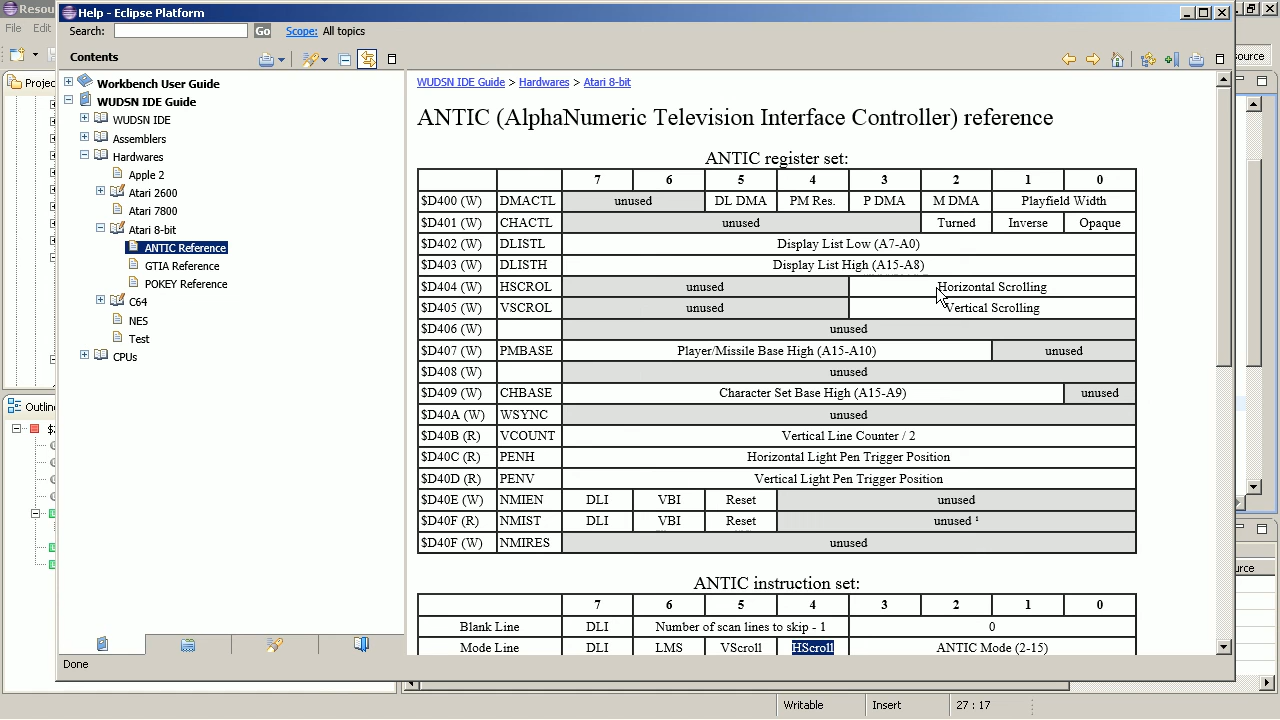 Resou
Help - Eclipse Platform
File Edit
Search: Go Scope: All topics
Contents
Projec
ource
Workbench User Guide
WUDSN IDE Guide
WUDSN IDE
Assemblers
Hardwares
Apple 2
Atari 2600
Atari 7800
Atari 8-bit
ANTIC Reference
GTIA Reference
POKEY Reference
C64
NES
Test
CPUs
Outline
Done
WUDSN IDE Guide > Hardwares > Atari 8-bit
ANTIC (AlphaNumeric Television Interface Controller) reference
ANTIC register set:
7 6 5 4 3 2 1 0
$D400 (W) DMACTL unused DL DMA PM Res. P DMA M DMA Playfield Width
$D401 (W) CHACTL unused Turned Inverse Opaque
$D402 (W) DLISTL Display List Low (A7-A0)
$D403 (W) DLISTH Display List High (A15-A8)
$D404 (W) HSCROL unused Horizontal Scrolling
$D405 (W) VSCROL unused Vertical Scrolling
$D406 (W) unused
$D407 (W) PMBASE Player/Missile Base High (A15-A10) unused
$D408 (W) unused
$D409 (W) CHBASE Character Set Base High (A15-A9) unused
$D40A (W) WSYNC unused
$D40B (R) VCOUNT Vertical Line Counter / 2
$D40C (R) PENH Horizontal Light Pen Trigger Position
$D40D (R) PENV Vertical Light Pen Trigger Position
$D40E (W) NMIEN DLI VBI Reset unused
$D40F (R) NMIST DLI VBI Reset unused ¹
$D40F (W) NMIRES unused
ANTIC instruction set:
7 6 5 4 3 2 1 0
Blank Line DLI Number of scan lines to skip - 1 0
Mode Line DLI LMS VScroll HScroll ANTIC Mode (2-15)
urce
Writable Insert 27 : 17